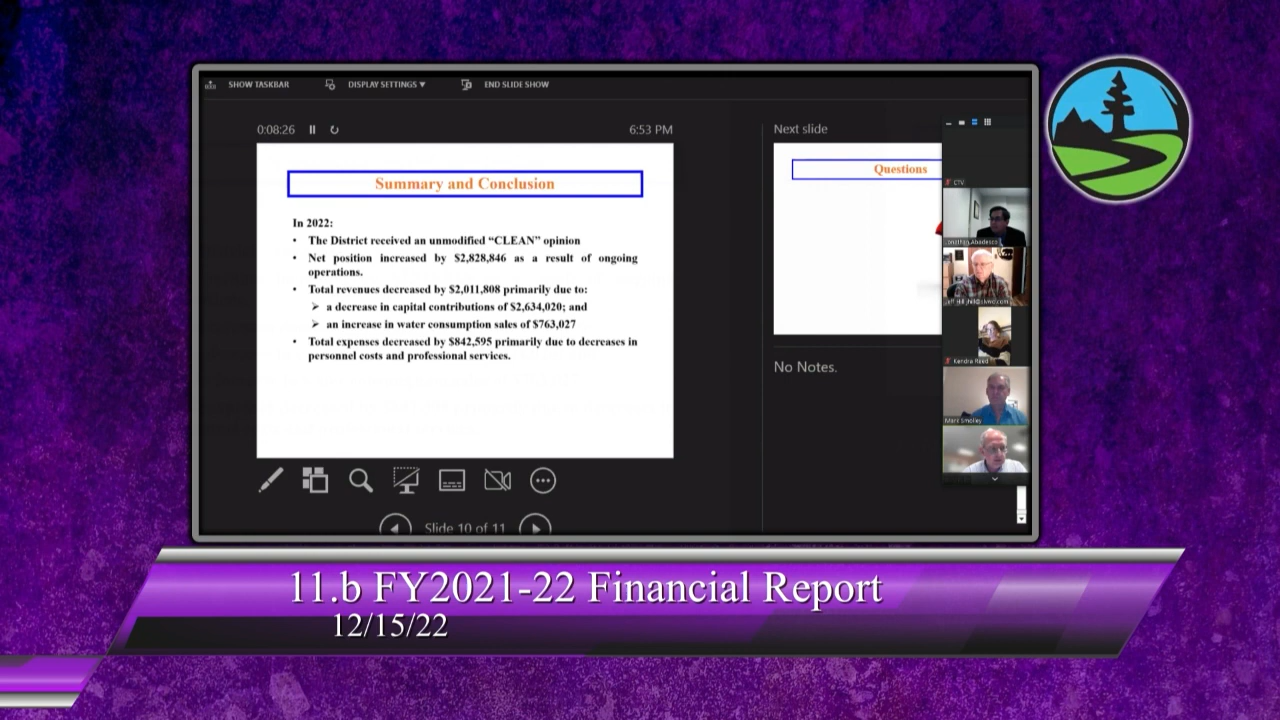 SHOW TASKBAR
DISPLAY SETTINGS ▼
END SLIDE SHOW
0:08:26
6:53 PM
Next slide
Summary and Conclusion
In 2022:
• The District received an unmodified “CLEAN” opinion
• Net position increased by $2,828,846 as a result of ongoing
operations.
• Total revenues decreased by $2,011,808 primarily due to:
➢ a decrease in capital contributions of $2,634,020; and
➢ an increase in water consumption sales of $763,027
• Total expenses decreased by $842,595 primarily due to decreases in
personnel costs and professional services.
Questions
No Notes.
CTV
Jonathan Abadesco
Kendra Reed
Mark Smolley
Slide 10 of 11
11.b FY2021-22 Financial Report
12/15/22